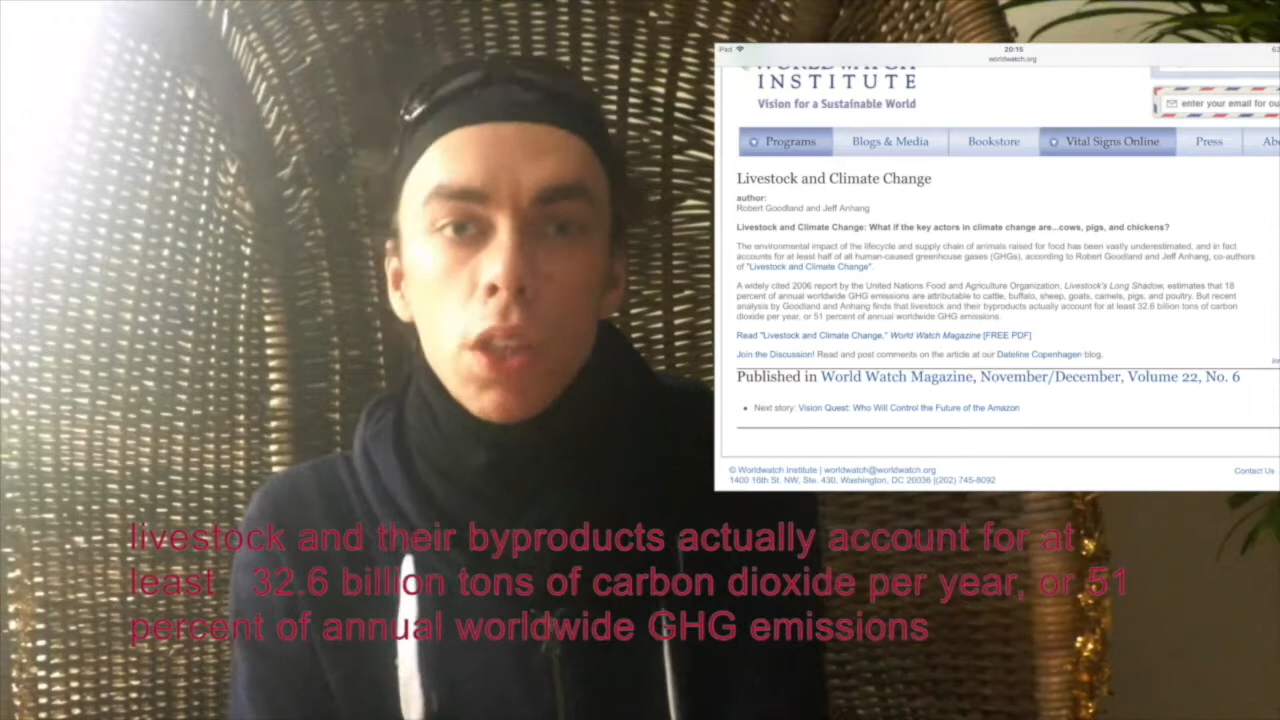 iPad 20:15
worldwatch.org
WORLDWATCH
INSTITUTE
Vision for a Sustainable World
enter your email for ou
Programs Blogs & Media Bookstore Vital Signs Online Press Abo
Livestock and Climate Change
author:
Robert Goodland and Jeff Anhang
Livestock and Climate Change: What if the key actors in climate change are...cows, pigs, and chickens?
The environmental impact of the lifecycle and supply chain of animals raised for food has been vastly underestimated, and in fact
accounts for at least half of all human-caused greenhouse gases (GHGs), according to Robert Goodland and Jeff Anhang, co-authors
of "Livestock and Climate Change".
A widely cited 2006 report by the United Nations Food and Agriculture Organization, Livestock's Long Shadow, estimates that 18
percent of annual worldwide GHG emissions are attributable to cattle, buffalo, sheep, goats, camels, pigs, and poultry. But recent
analysis by Goodland and Anhang finds that livestock and their byproducts actually account for at least 32.6 billion tons of carbon
dioxide per year, or 51 percent of annual worldwide GHG emissions.
Read "Livestock and Climate Change," World Watch Magazine [FREE PDF]
Join the Discussion! Read and post comments on the article at our Dateline Copenhagen blog.
Published in World Watch Magazine, November/December, Volume 22, No. 6
• Next story: Vision Quest: Who Will Control the Future of the Amazon
© Worldwatch Institute | worldwatch@worldwatch.org
Contact Us
1400 16th St. NW, Ste. 430, Washington, DC 20036 |(202) 745-8092
livestock and their byproducts actually account for at
least 32.6 billion tons of carbon dioxide per year, or 51
percent of annual worldwide GHG emissions